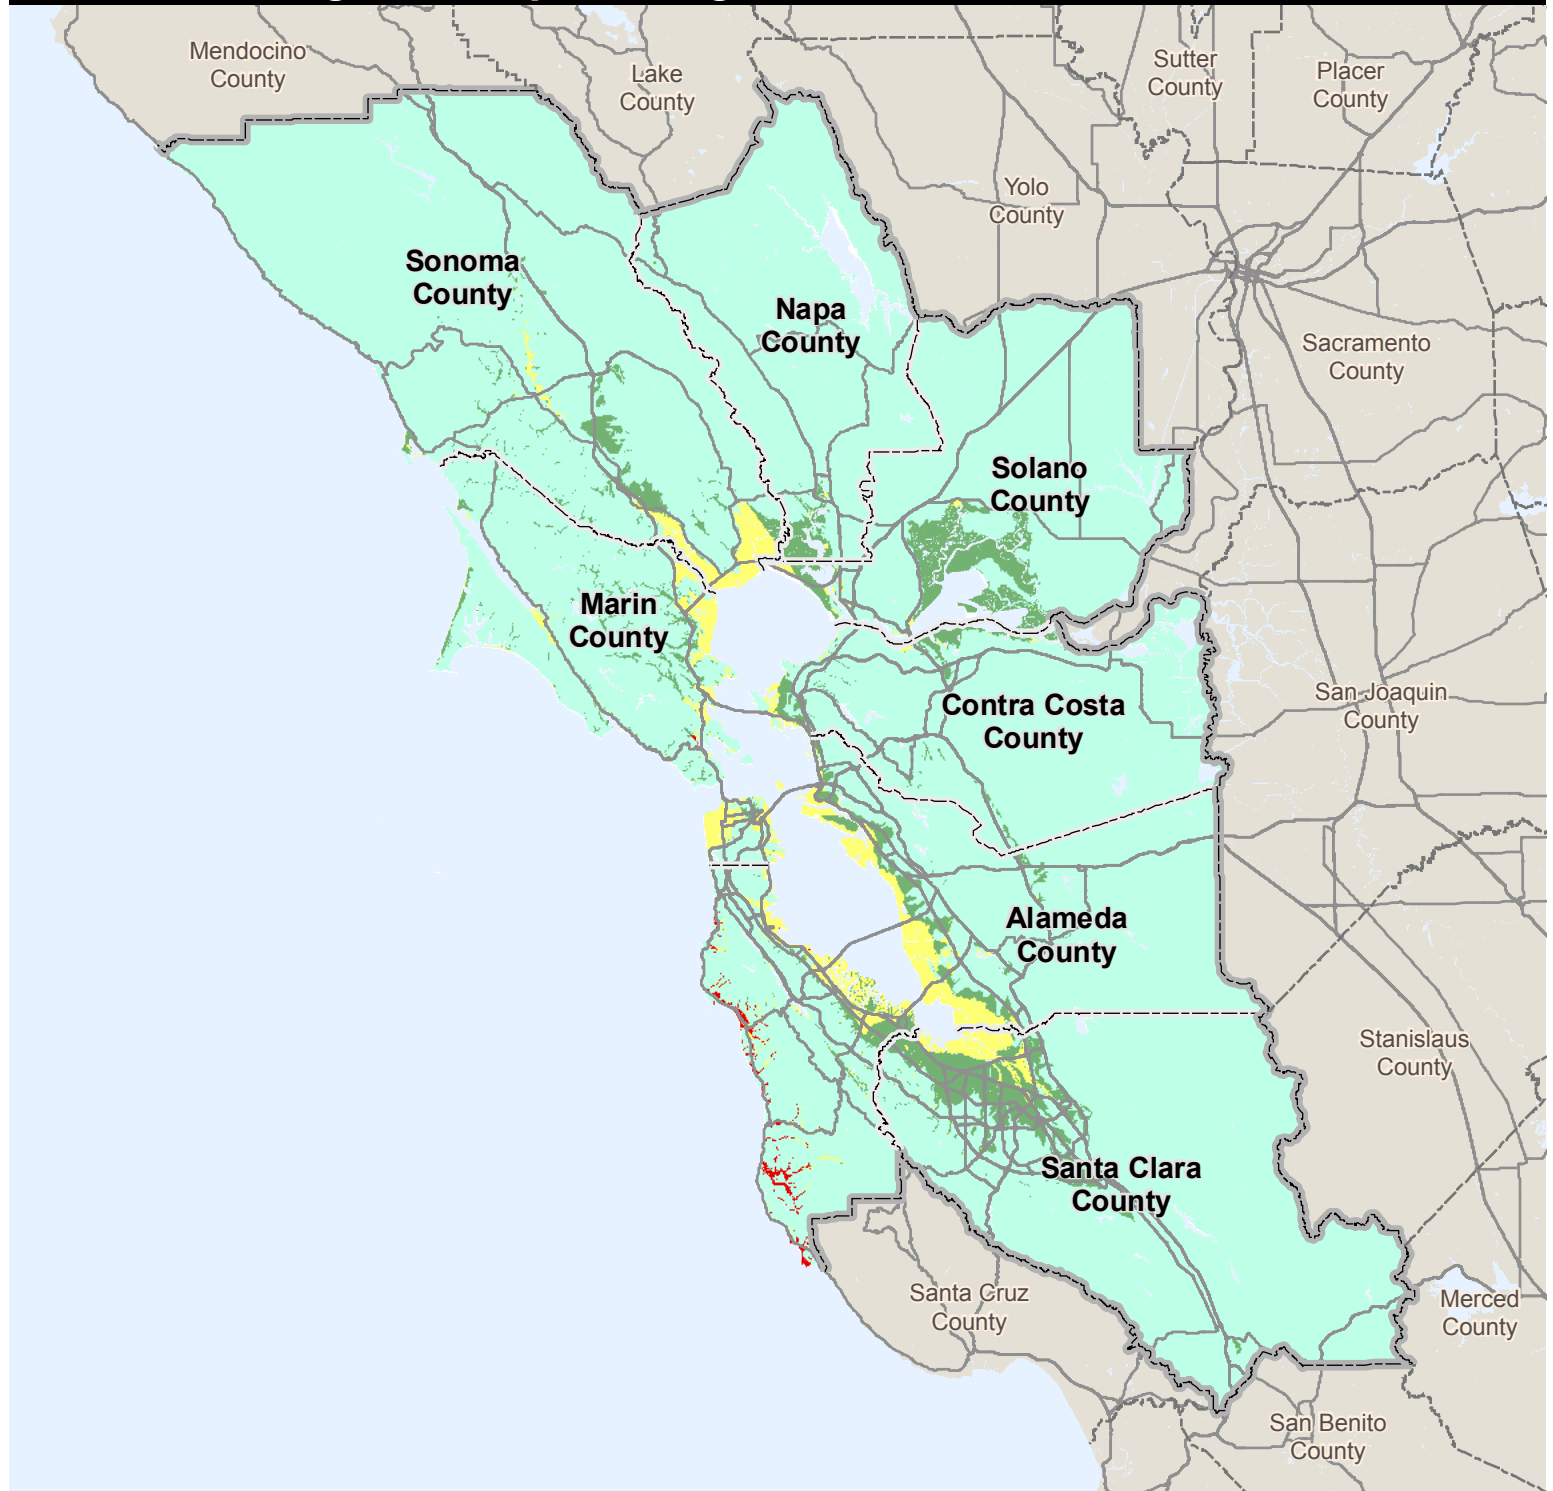 Mendocino
County
Lake
County
Sutter
County
Placer
County
Yolo
County
Sonoma
County
Napa
County
Sacramento
County
Solano
County
Marin
County
Contra Costa
County
San Joaquin
County
Alameda
County
Stanislaus
County
Santa Clara
County
Santa Cruz
County
Merced
County
San Benito
County